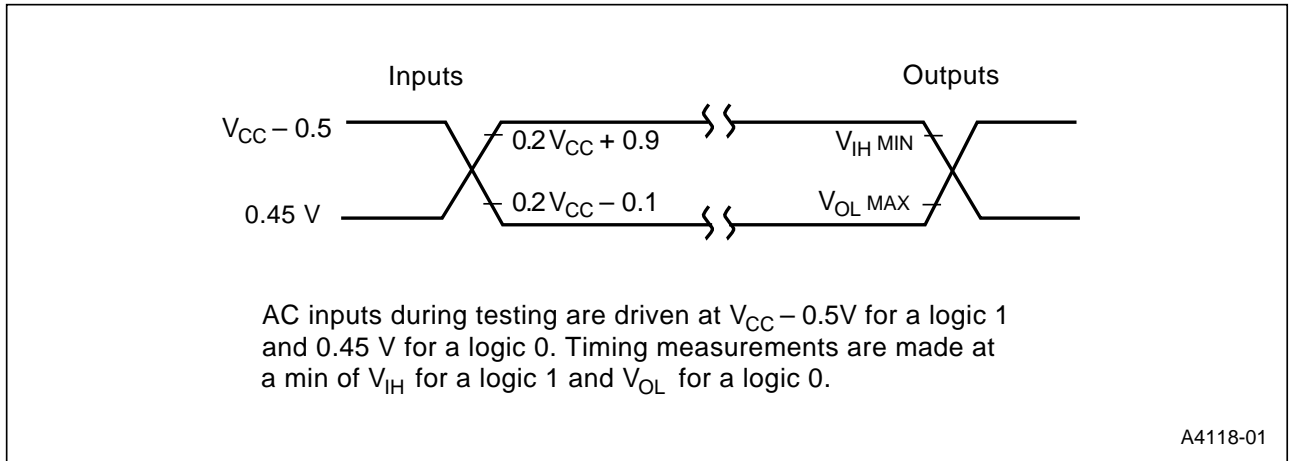 Inputs
Outputs
V_CC – 0.5
0.2 V_CC + 0.9
V_IH MIN
0.45 V
0.2 V_CC – 0.1
V_OL MAX
AC inputs during testing are driven at V_CC – 0.5V for a logic 1
and 0.45 V for a logic 0. Timing measurements are made at
a min of V_IH for a logic 1 and V_OL for a logic 0.
A4118-01